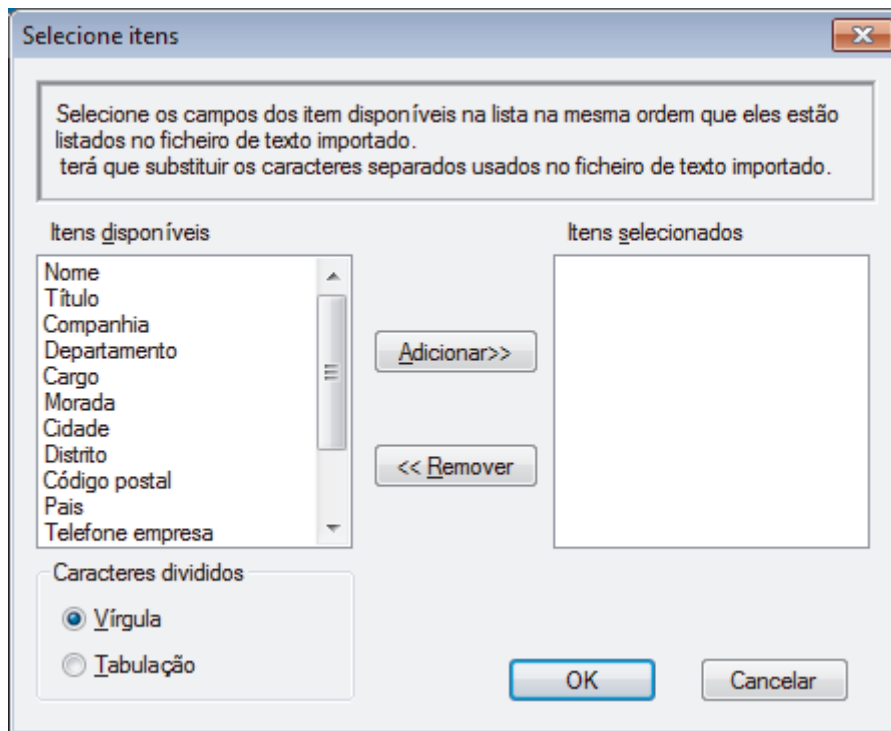 Selecione itens
Selecione os campos dos item disponíveis na lista na mesma ordem que eles estão
listados no ficheiro de texto importado.
terá que substituir os caracteres separados usados no ficheiro de texto importado.
Itens disponíveis
Itens selecionados
Nome
Título
Companhia
Departamento
Cargo
Morada
Cidade
Distrito
Código postal
Pais
Telefone empresa
Adicionar>>
<< Remover
Caracteres divididos
Vírgula
Tabulação
OK
Cancelar